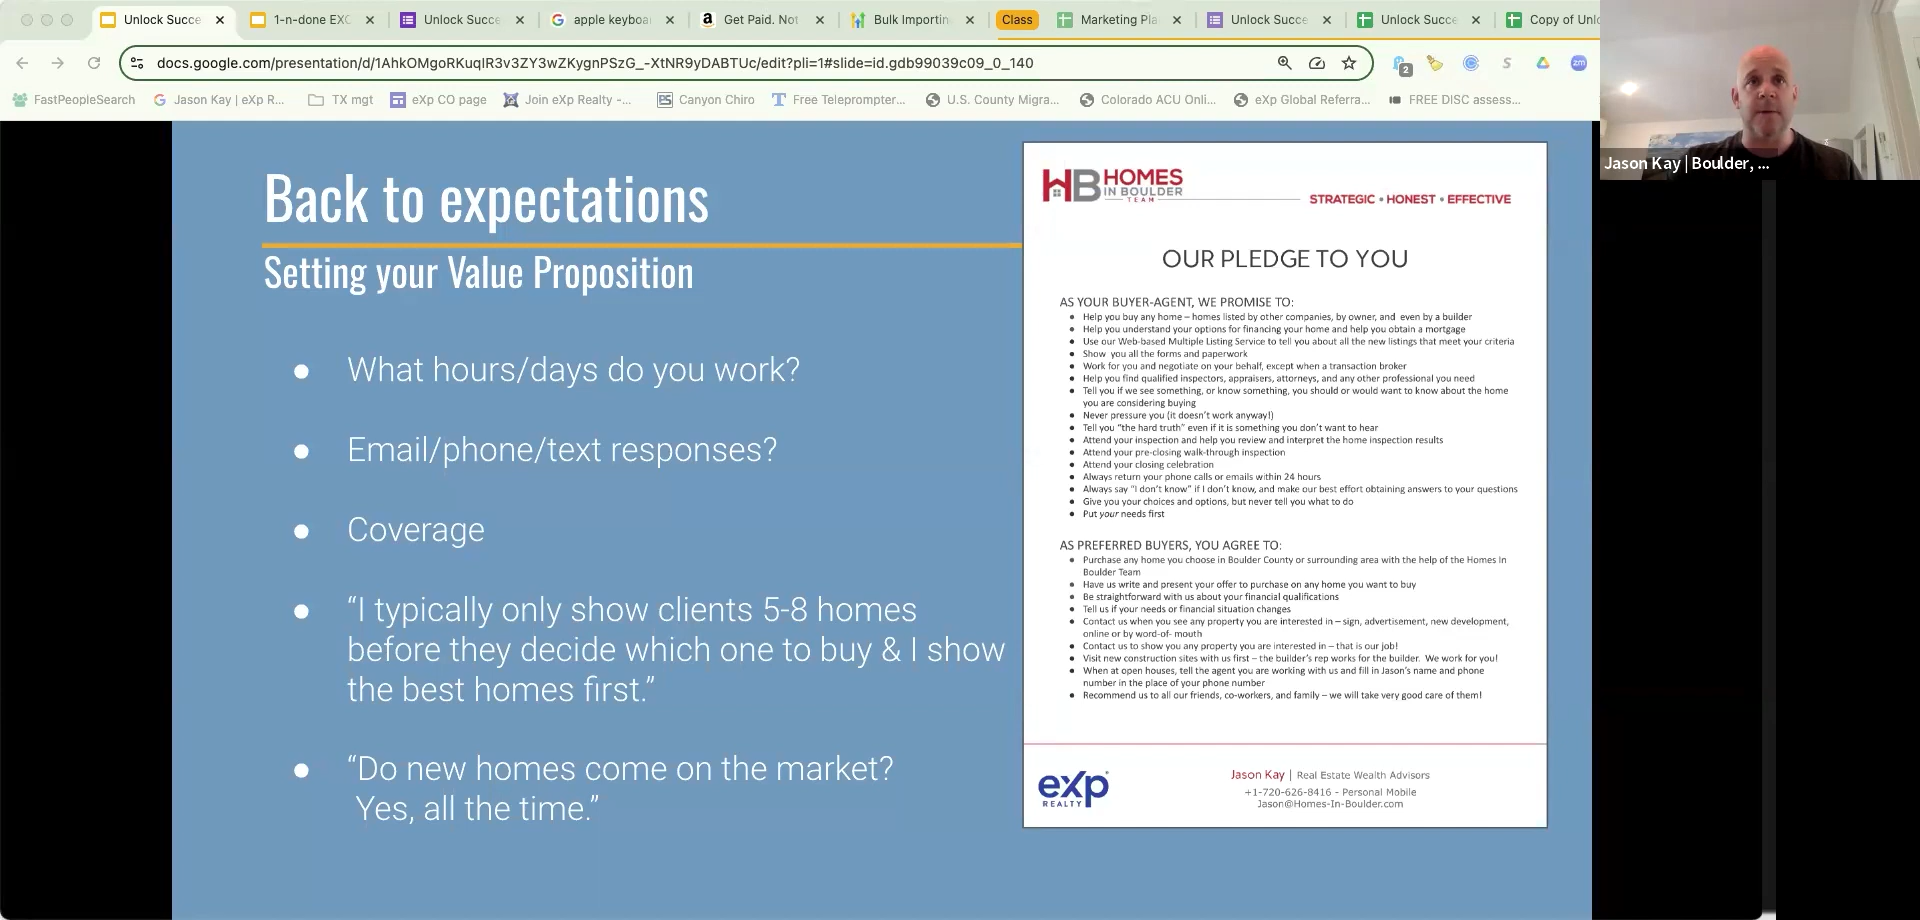 Unlock Succe
1-n-done EXC
Unlock Succe
apple keyboa
Get Paid. Not
Bulk Importin
Class
Marketing Pla
Unlock Succe
Unlock Succe
Copy of Unlo
docs.google.com/presentation/d/1AhkOMgoRKuqIR3v3ZY3wZKygnPSzG_-XtNR9yDABTUc/edit?pli=1#slide=id.gdb99039c09_0_140
2
zm
FastPeopleSearch
Jason Kay | eXp R...
TX mgt
eXp CO page
Join eXp Realty -...
Canyon Chiro
Free Teleprompter...
U.S. County Migra...
Colorado ACU Onli...
eXp Global Referra...
FREE DISC assess...
Jason Kay | Boulder, ...
Back to expectations
Setting your Value Proposition
● What hours/days do you work?
● Email/phone/text responses?
● Coverage
● “I typically only show clients 5-8 homes
before they decide which one to buy & I show
the best homes first.”
● “Do new homes come on the market?
Yes, all the time.”
HB HOMES
IN BOULDER
TEAM
STRATEGIC • HONEST • EFFECTIVE
OUR PLEDGE TO YOU
AS YOUR BUYER-AGENT, WE PROMISE TO:
● Help you buy any home – homes listed by other companies, by owner, and even by a builder
● Help you understand your options for financing your home and help you obtain a mortgage
● Use our Web-based Multiple Listing Service to tell you about all the new listings that meet your criteria
● Show you all the forms and paperwork
● Work for you and negotiate on your behalf, except when a transaction broker
● Help you find qualified inspectors, appraisers, attorneys, and any other professional you need
● Tell you if we see something, or know something, you should or would want to know about the home
you are considering buying
● Never pressure you (it doesn’t work anyway!)
● Tell you “the hard truth” even if it is something you don’t want to hear
● Attend your inspection and help you review and interpret the home inspection results
● Attend your pre-closing walk-through inspection
● Attend your closing celebration
● Always return your phone calls or emails within 24 hours
● Always say “I don’t know” if I don’t know, and make our best effort obtaining answers to your questions
● Give you your choices and options, but never tell you what to do
● Put your needs first
AS PREFERRED BUYERS, YOU AGREE TO:
● Purchase any home you choose in Boulder County or surrounding area with the help of the Homes In
Boulder Team
● Have us write and present your offer to purchase on any home you want to buy
● Be straightforward with us about your financial qualifications
● Tell us if your needs or financial situation changes
● Contact us when you see any property you are interested in – sign, advertisement, new development,
online or by word-of- mouth
● Contact us to show you any property you are interested in – that is our job!
● Visit new construction sites with us first – the builder’s rep works for the builder. We work for you!
● When at open houses, tell the agent you are working with us and fill in Jason’s name and phone
number in the place of your phone number
● Recommend us to all our friends, co-workers, and family – we will take very good care of them!
eXp
REALTY
Jason Kay | Real Estate Wealth Advisors
+1-720-626-8416 - Personal Mobile
Jason@Homes-In-Boulder.com